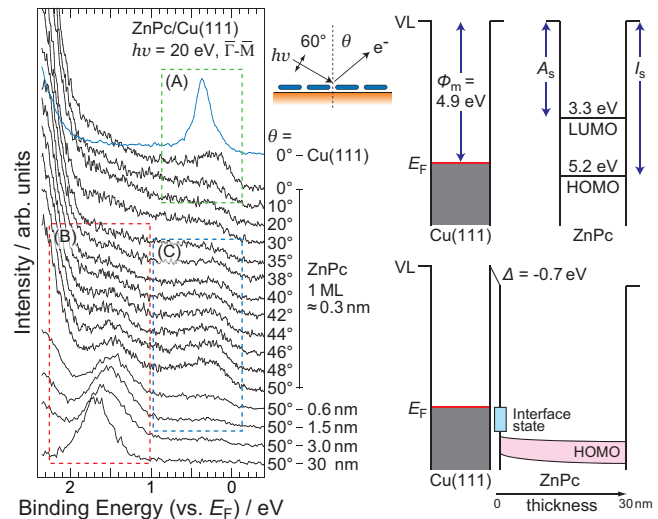 ZnPc/Cu(111)
hν = 20 eV, Γ̅-M̅
(A)
(B)
(C)
θ =
0° Cu(111)
0°
10°
20°
30°
35°
38°
40°
42°
44°
46°
48°
50°
ZnPc
1 ML
≈0.3 nm
50° 0.6 nm
50° 1.5 nm
50° 3.0 nm
50° 30 nm
Intensity / arb. units
2 1 0
Binding Energy (vs. E_F) / eV
hν 60° θ e-
VL
Φm =
4.9 eV
E_F
Cu(111)
As
Is
3.3 eV
LUMO
5.2 eV
HOMO
ZnPc
VL
Δ = -0.7 eV
E_F
Interface
state
HOMO
Cu(111)
ZnPc
0 thickness 30 nm